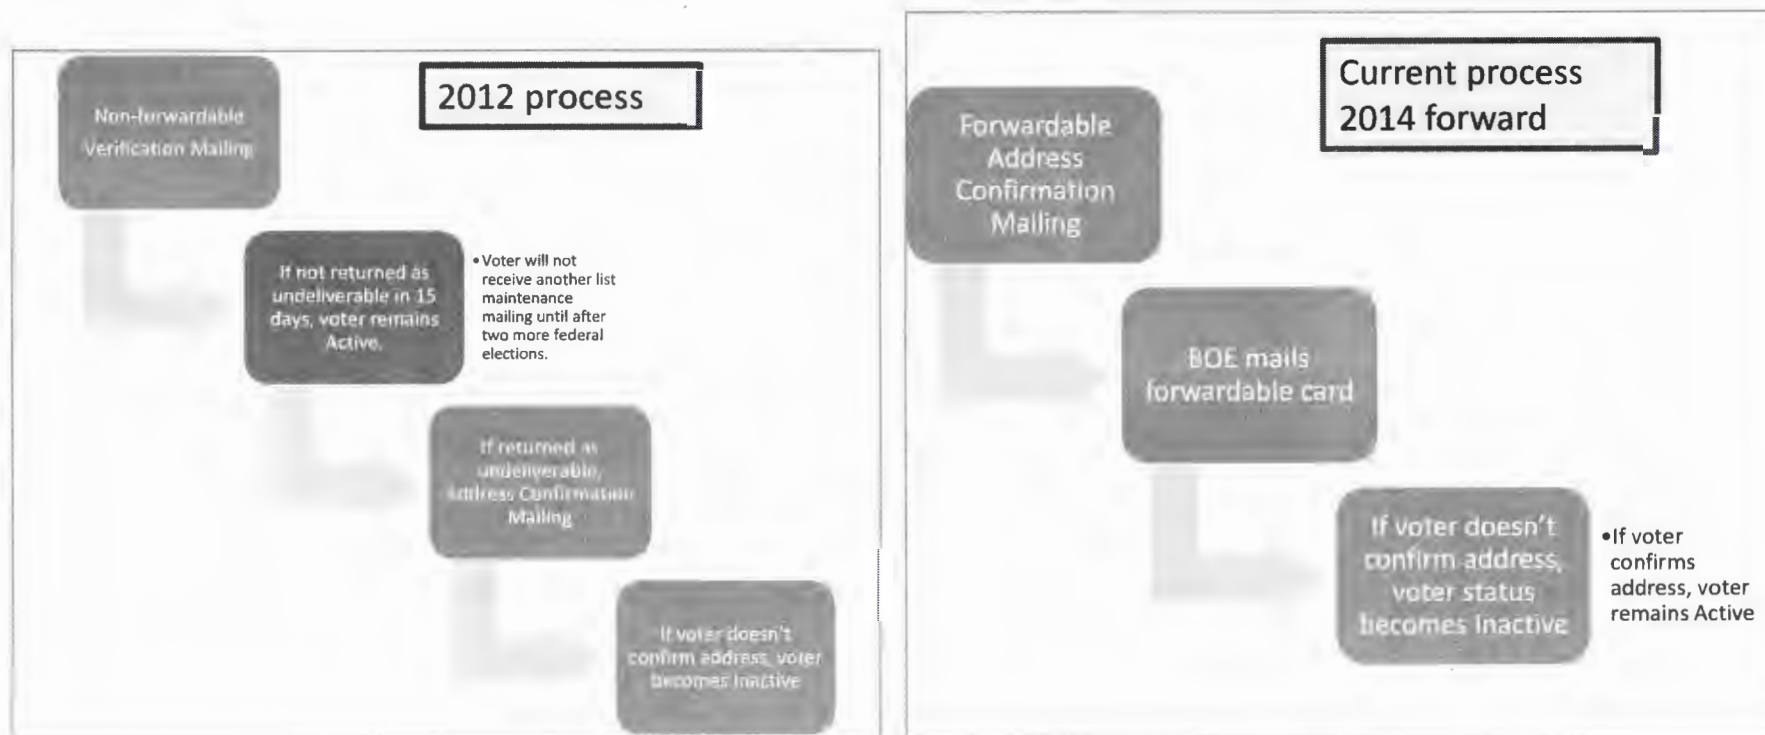 2012 process
Non-forwardable
Verification Mailing
If not returned as
undeliverable in 15
days, voter remains
Active.
•Voter will not
receive another list
maintenance
mailing until after
two more federal
elections.
If returned as
undeliverable,
Address Confirmation
Mailing
If voter doesn't
confirm address, voter
becomes Inactive
Current process
2014 forward
Forwardable
Address
Confirmation
Mailing
BOE mails
forwardable card
If voter doesn't
confirm address,
voter status
becomes Inactive
•If voter
confirms
address, voter
remains Active